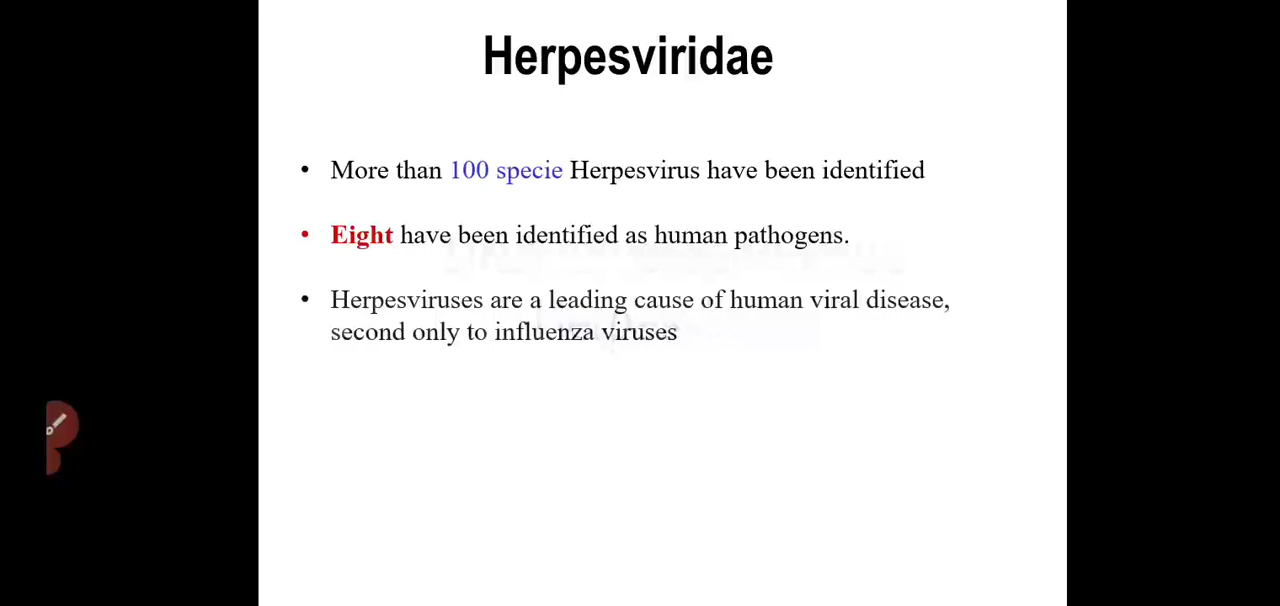 Herpesviridae
• More than 100 specie Herpesvirus have been identified
• Eight have been identified as human pathogens.
• Herpesviruses are a leading cause of human viral disease,
second only to influenza viruses